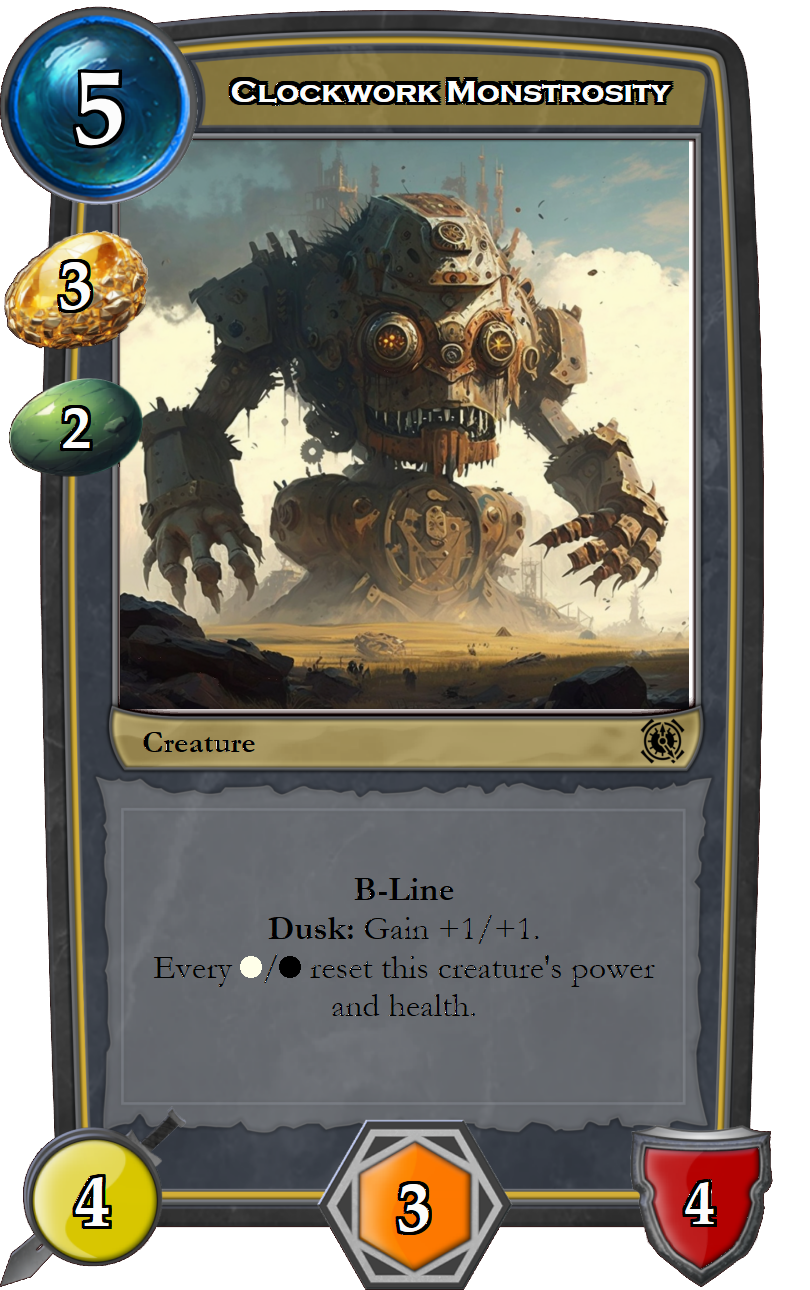 5
Clockwork Monstrosity
3
2
Creature
B-Line
Dusk: Gain +1/+1.
Every ○/● reset this creature's power
and health.
4
3
4